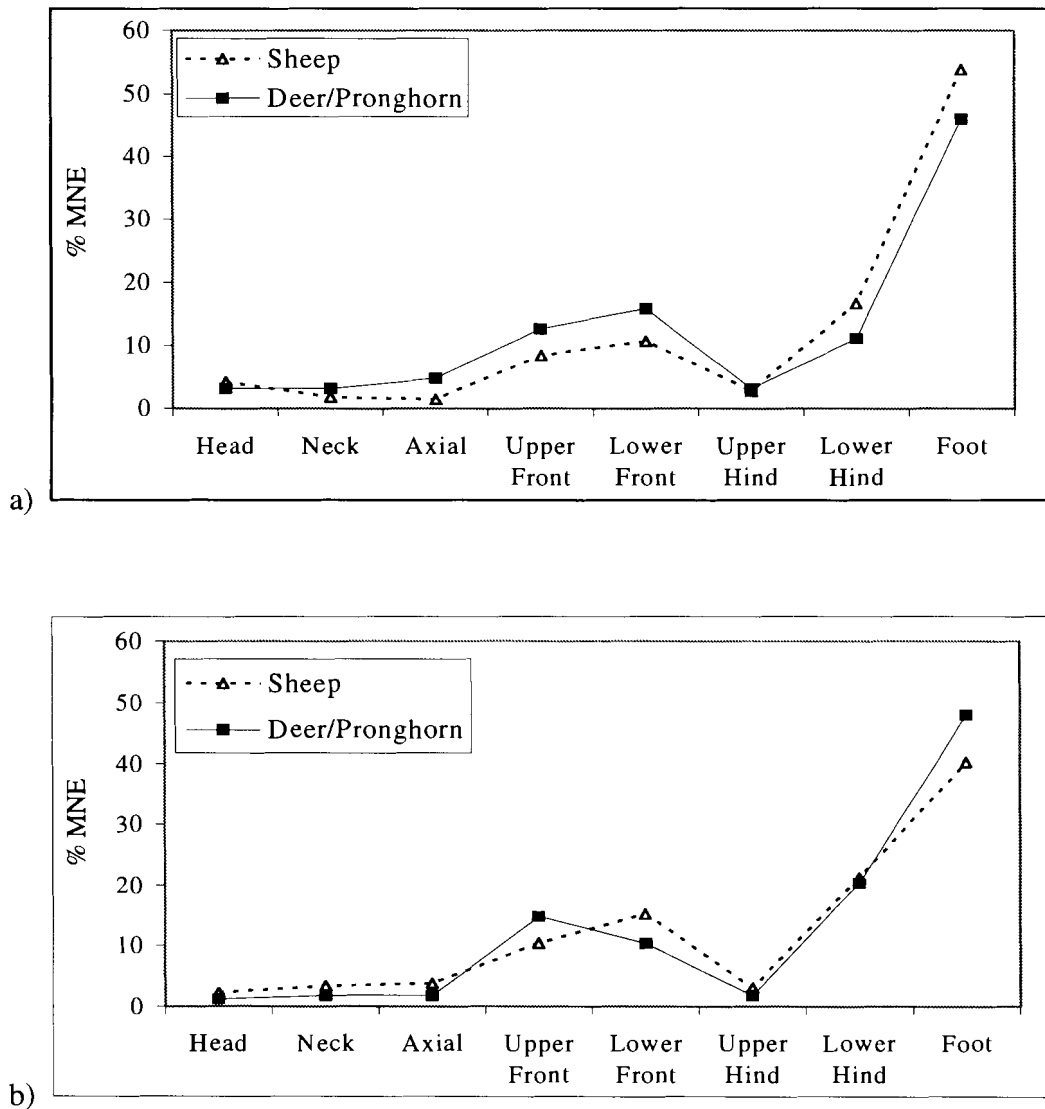 60
50
40
30
20
10
0
% MNE
Sheep
Deer/Pronghorn
Head Neck Axial Upper Front Lower Front Upper Hind Lower Hind Foot
a)
60
50
40
30
20
10
0
% MNE
Sheep
Deer/Pronghorn
Head Neck Axial Upper Front Lower Front Upper Hind Lower Hind Foot
b)